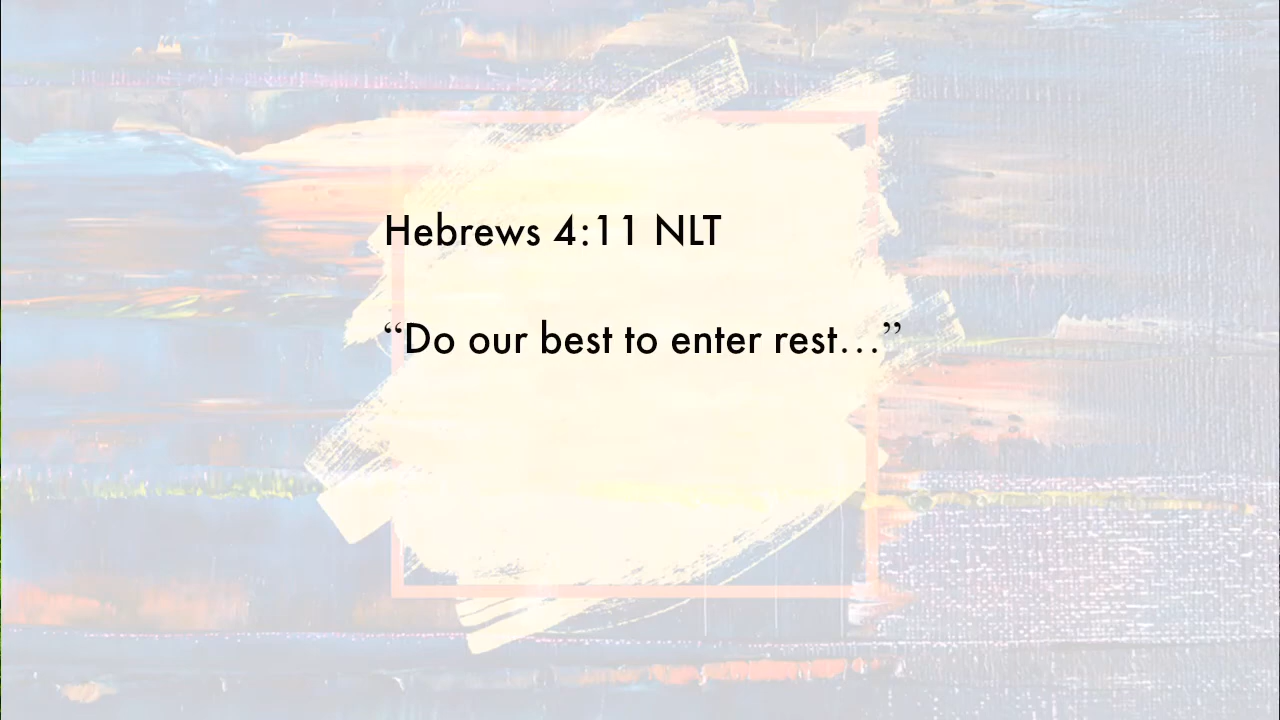 Hebrews 4:11 NLT
“Do our best to enter rest…”